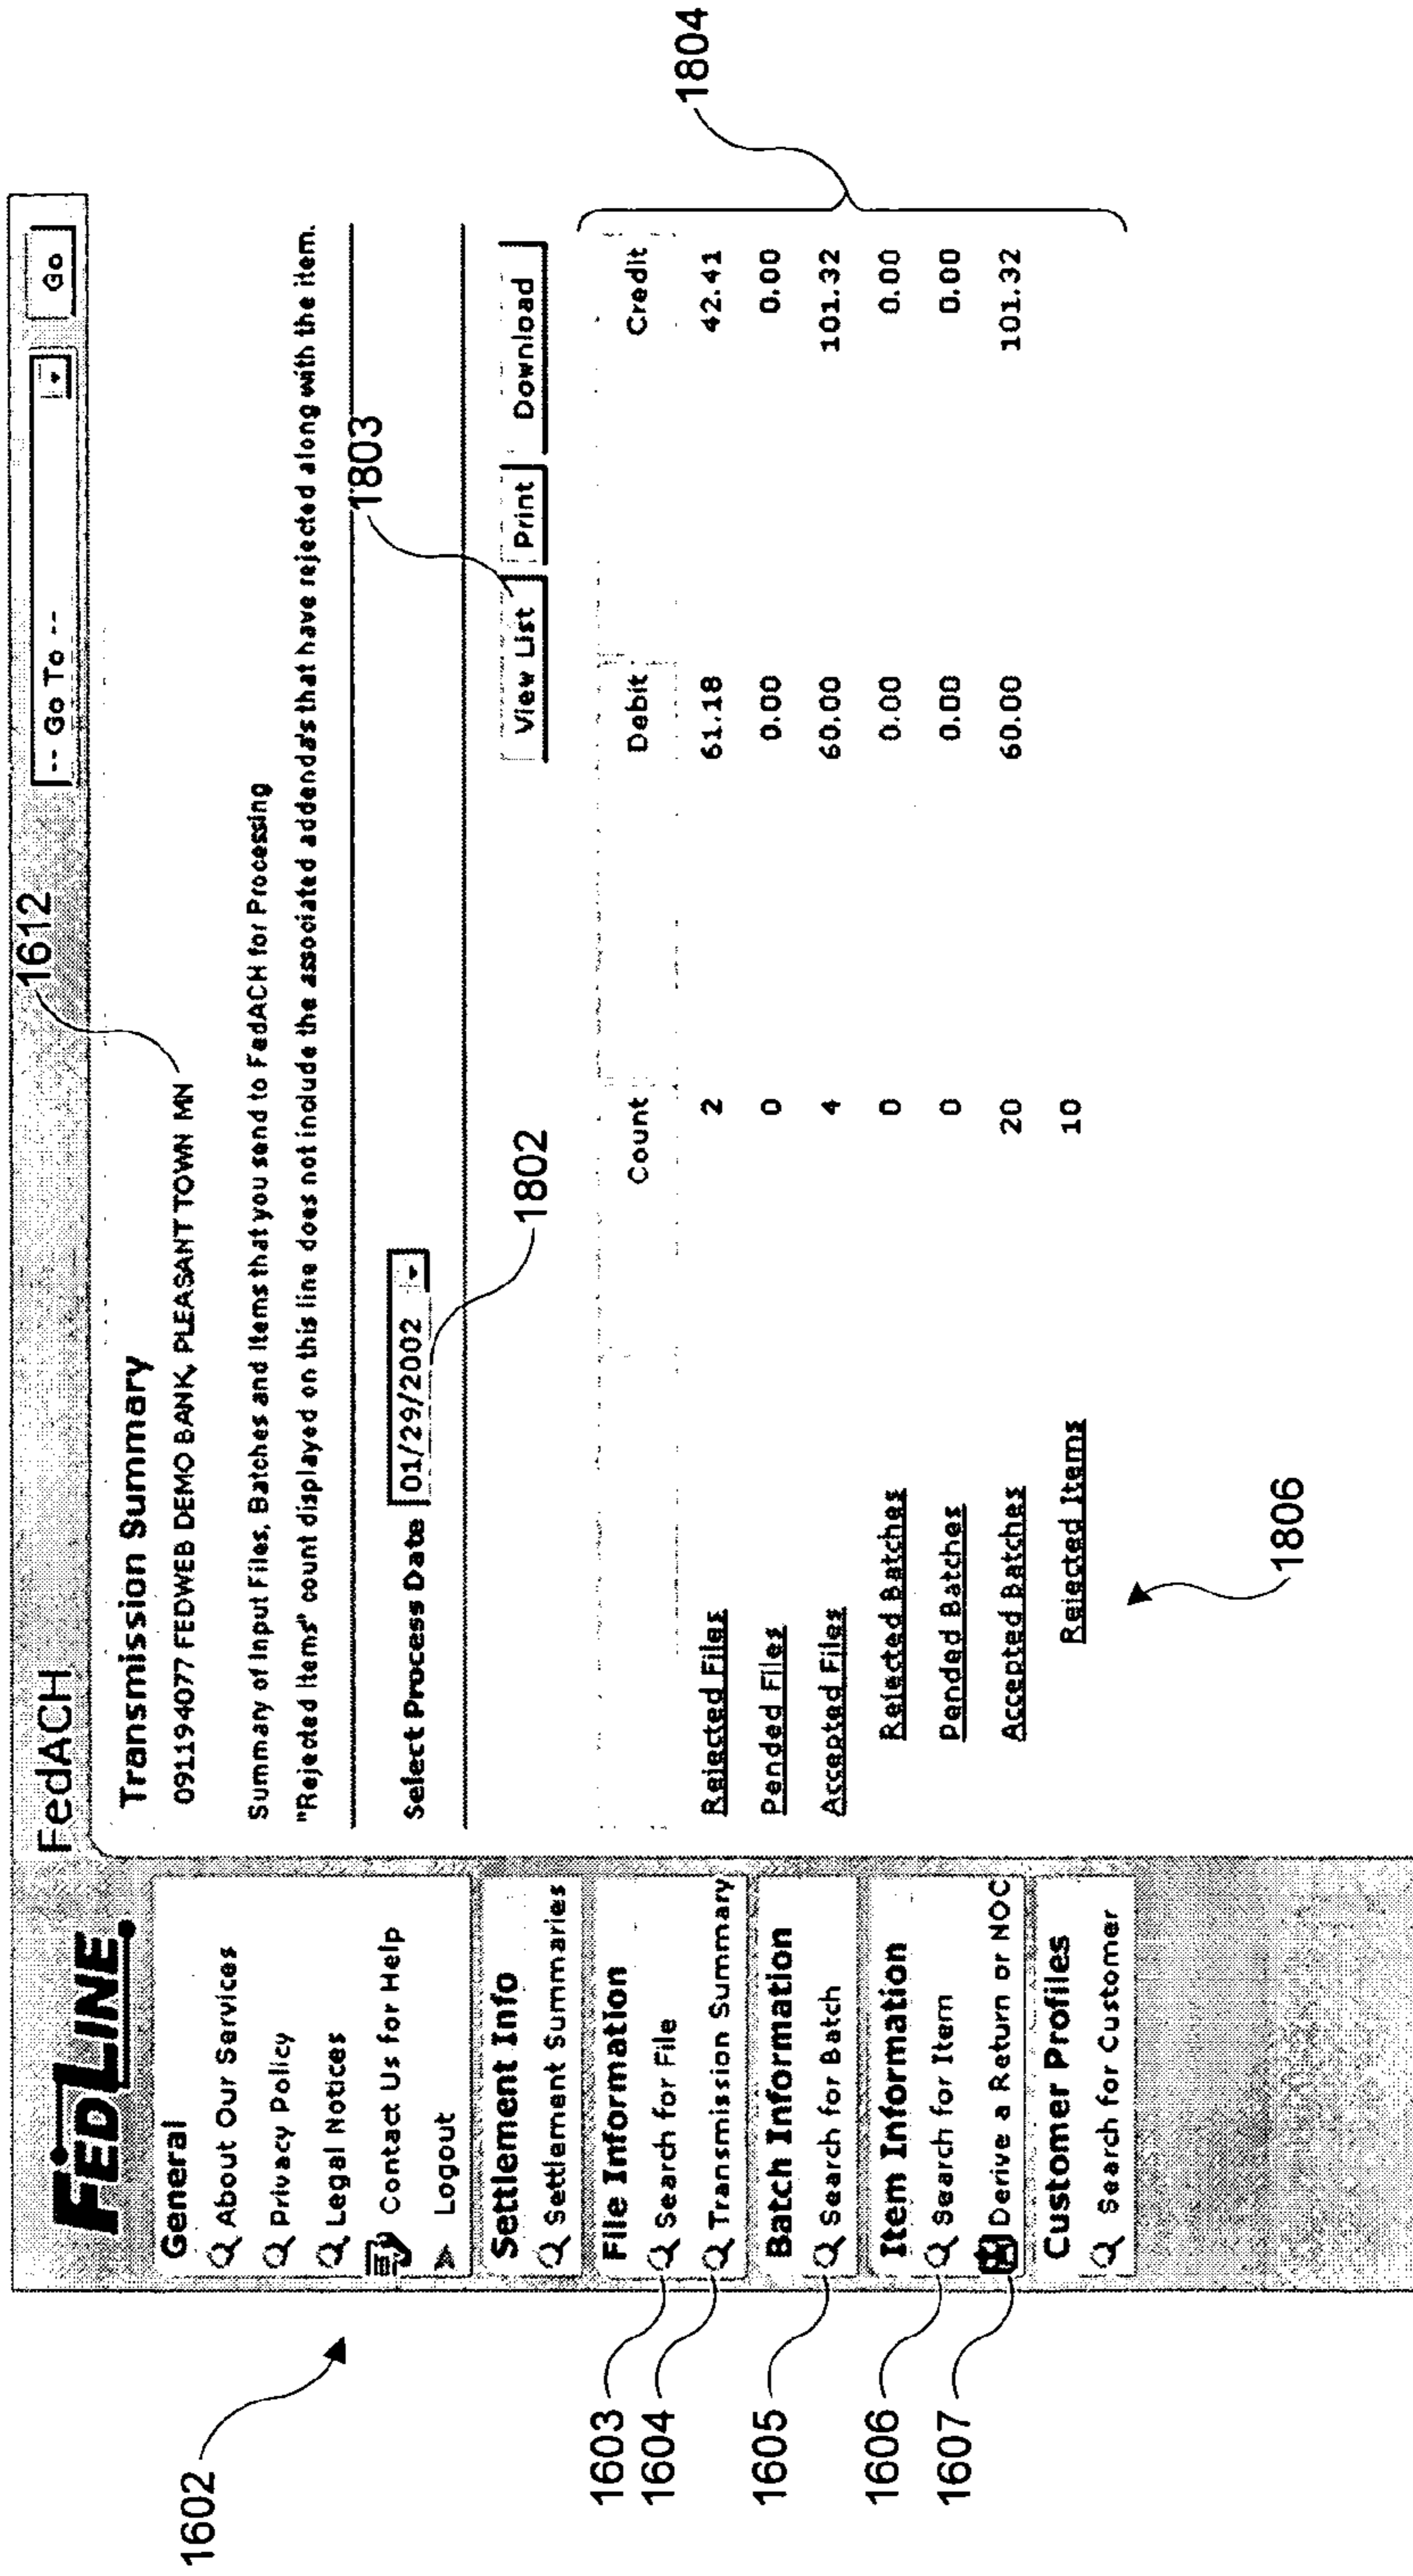 1612
1602
FEDLINE
FedACH
-- Go To --
Go
General
About Our Services
Privacy Policy
Legal Notices
Contact Us for Help
Logout
Settlement Info
Settlement Summaries
File Information
1603
Search for File
1604
Transmission Summary
Batch Information
1605
Search for Batch
Item Information
1606
Search for Item
1607
Derive a Return or NOC
Customer Profiles
Search for Customer
Transmission Summary
091194077 FEDWEB DEMO BANK, PLEASANT TOWN MN
Summary of Input Files, Batches and Items that you send to FedACH for Processing
"Rejected Items" count displayed on this line does not include the associated addenda's that have rejected along with the item.
Select Process Date 01/29/2002
1802
1803
View List Print Download
Count Debit Credit
Rejected Files 2 61.18 42.41
Pended Files 0 0.00 0.00
Accepted Files 4 60.00 101.32
Rejected Batches 0 0.00 0.00
Pended Batches 0 0.00 0.00
Accepted Batches 20 60.00 101.32
Rejected Items 10
1804
1806